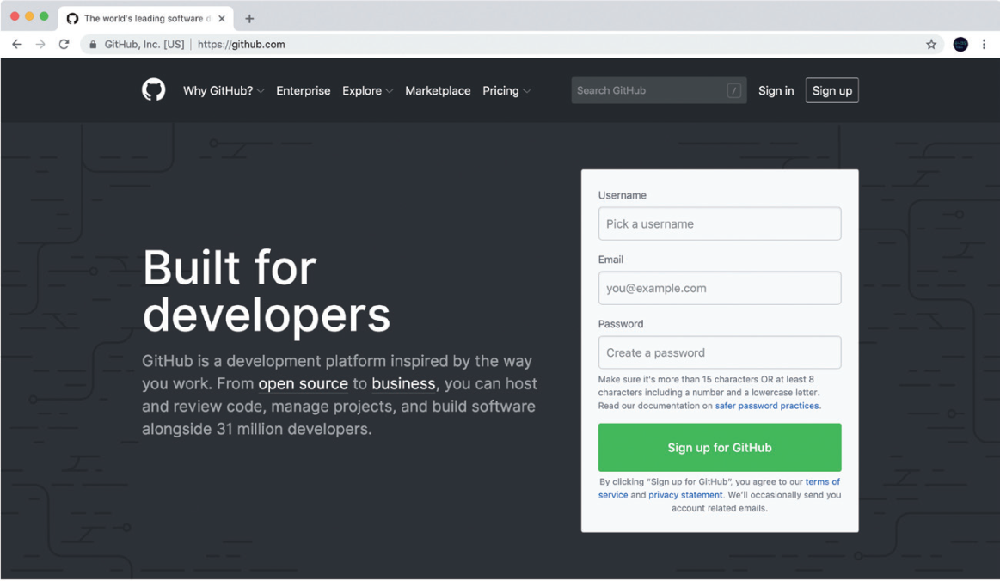 The world's leading software d
GitHub, Inc. [US] | https://github.com
Why GitHub? Enterprise Explore Marketplace Pricing Search GitHub / Sign in Sign up
Username
Pick a username
Email
you@example.com
Password
Create a password
Make sure it's more than 15 characters OR at least 8
characters including a number and a lowercase letter.
Read our documentation on safer password practices.
Sign up for GitHub
By clicking “Sign up for GitHub”, you agree to our terms of
service and privacy statement. We’ll occasionally send you
account related emails.
Built for
developers
GitHub is a development platform inspired by the way
you work. From open source to business, you can host
and review code, manage projects, and build software
alongside 31 million developers.